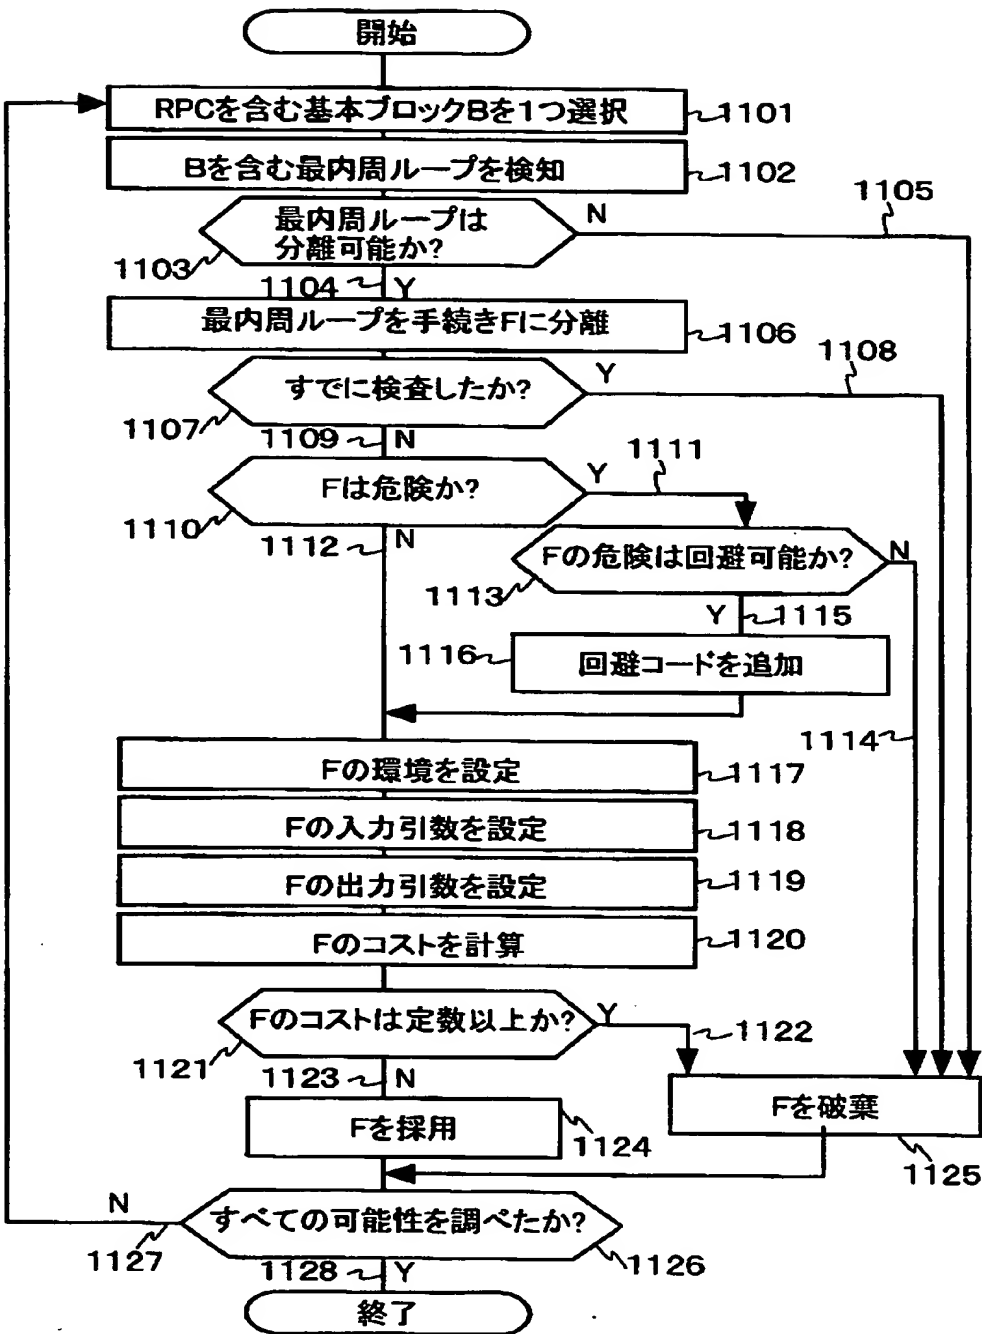 開始
RPCを含む基本ブロックBを1つ選択
1101
Bを含む最内周ループを検知
1102
1105
最内周ループは
分離可能か?
N
1103
1104
Y
最内周ループを手続きFに分離
1106
1108
すでに検査したか?
Y
1107
1109
N
1111
Fは危険か?
Y
1110
1112
N
Fの危険は回避可能か?
N
1113
Y
1115
1116
回避コードを追加
1114
Fの環境を設定
1117
Fの入力引数を設定
1118
Fの出力引数を設定
1119
Fのコストを計算
1120
Fのコストは定数以上か?
Y
1122
1121
1123
N
Fを破棄
Fを採用
1124
1125
N
すべての可能性を調べたか?
1127
1128
Y
1126
終了